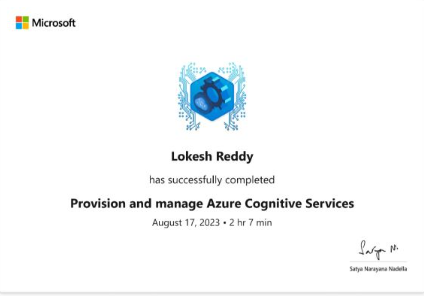 Microsoft
Lokesh Reddy
has successfully completed
Provision and manage Azure Cognitive Services
August 17, 2023 • 2 hr 7 min
Satya N.
Satya Narayana Nadella